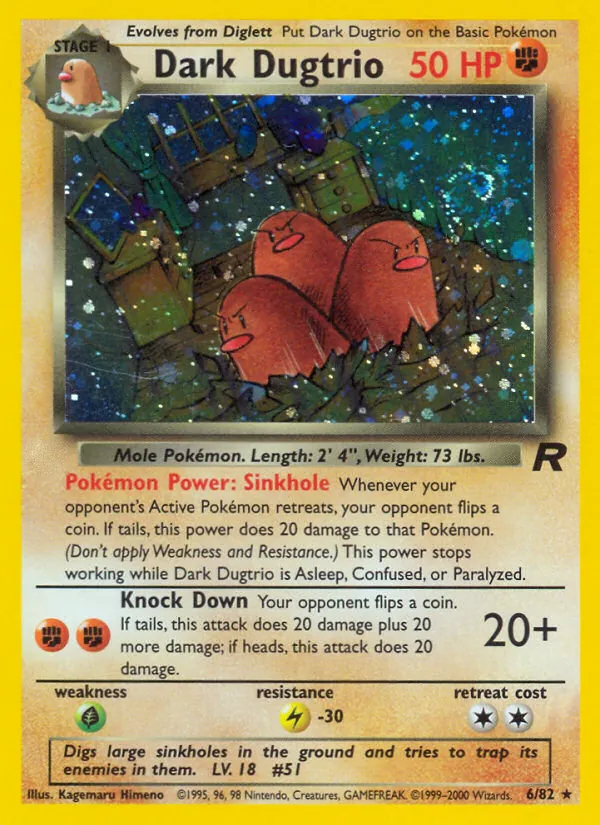 Evolves from Diglett Put Dark Dugtrio on the Basic Pokémon
STAGE 1
Dark Dugtrio 50 HP
Mole Pokémon. Length: 2' 4", Weight: 73 lbs.
R
Pokémon Power: Sinkhole Whenever your
opponent's Active Pokémon retreats, your opponent flips a
coin. If tails, this power does 20 damage to that Pokémon.
(Don't apply Weakness and Resistance.) This power stops
working while Dark Dugtrio is Asleep, Confused, or Paralyzed.
Knock Down Your opponent flips a coin.
If tails, this attack does 20 damage plus 20
more damage; if heads, this attack does 20
damage.
20+
weakness resistance retreat cost
-30
Digs large sinkholes in the ground and tries to trap its
enemies in them. LV. 18 #51
Illus. Kagemaru Himeno ©1995, 96, 98 Nintendo, Creatures, GAMEFREAK. ©1999-2000 Wizards. 6/82 ★